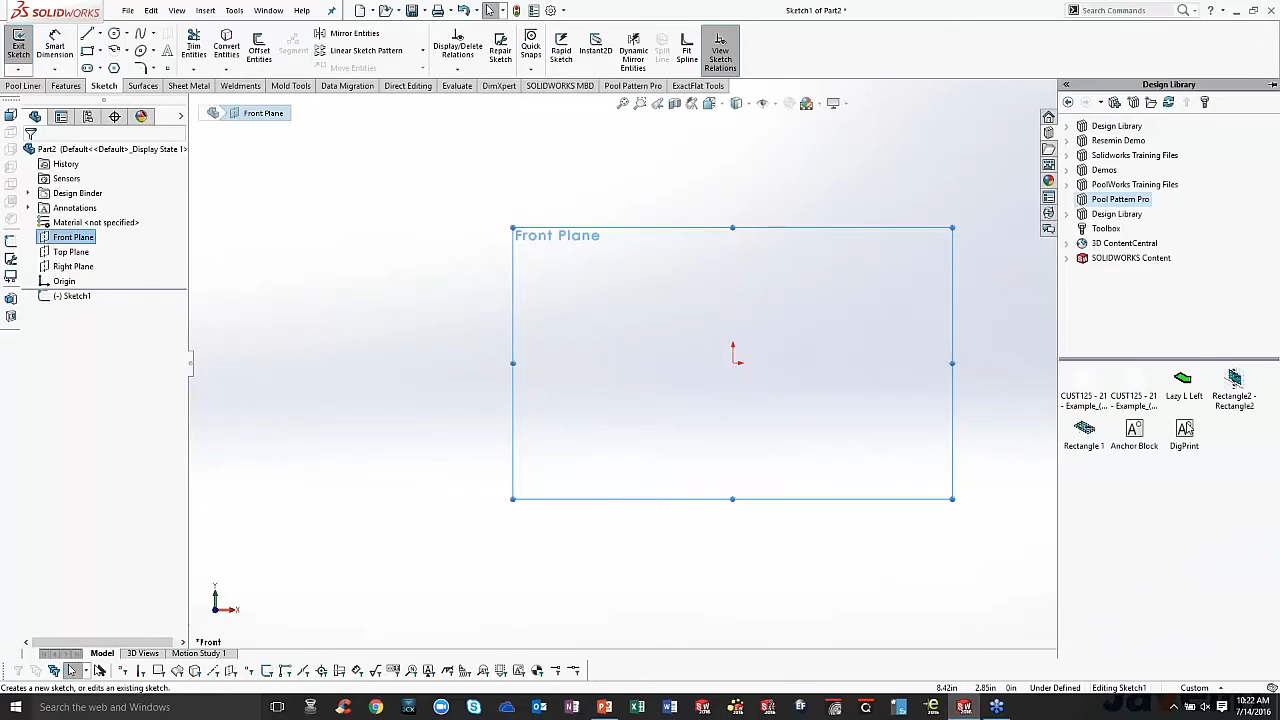 SOLIDWORKS
File Edit View Insert Tools Window Help
Sketch1 of Part2 *
Search Commands
Exit Sketch
Smart Dimension
Trim Entities
Convert Entities
Offset Entities
Mirror Entities
Linear Sketch Pattern
Move Entities
Segment
Display/Delete Relations
Repair Sketch
Quick Snaps
Rapid Sketch
Instant2D
Dynamic Mirror Entities
Split Line
Fit Spline
View Sketch Relations
Pool Liner Features Sketch Surfaces Sheet Metal Weldments Mold Tools Data Migration Direct Editing Evaluate DimXpert SOLIDWORKS MBD Pool Pattern Pro ExactFlat Tools
Front Plane
Part2 (Default<<Default>_Display State 1>
History
Sensors
Design Binder
Annotations
Material <not specified>
Front Plane
Top Plane
Right Plane
Origin
(-) Sketch1
Front Plane
Y
X
*Front
Design Library
Design Library
Resemin Demo
Solidworks Training Files
Demos
PoolWorks Training Files
Pool Pattern Pro
Design Library
Toolbox
3D ContentCentral
SOLIDWORKS Content
CUST125 - 21 - Example_(...
CUST125 - 21 - Example_(...
Lazy L Left
Rectangle2 - Rectangle2
Rectangle 1
Anchor Block
DigPrint
Model 3D Views Motion Study 1
Creates a new sketch, or edits an existing sketch.
8.42in 2.85in 0in Under Defined Editing Sketch1 Custom
Search the web and Windows
10:22 AM
7/14/2016